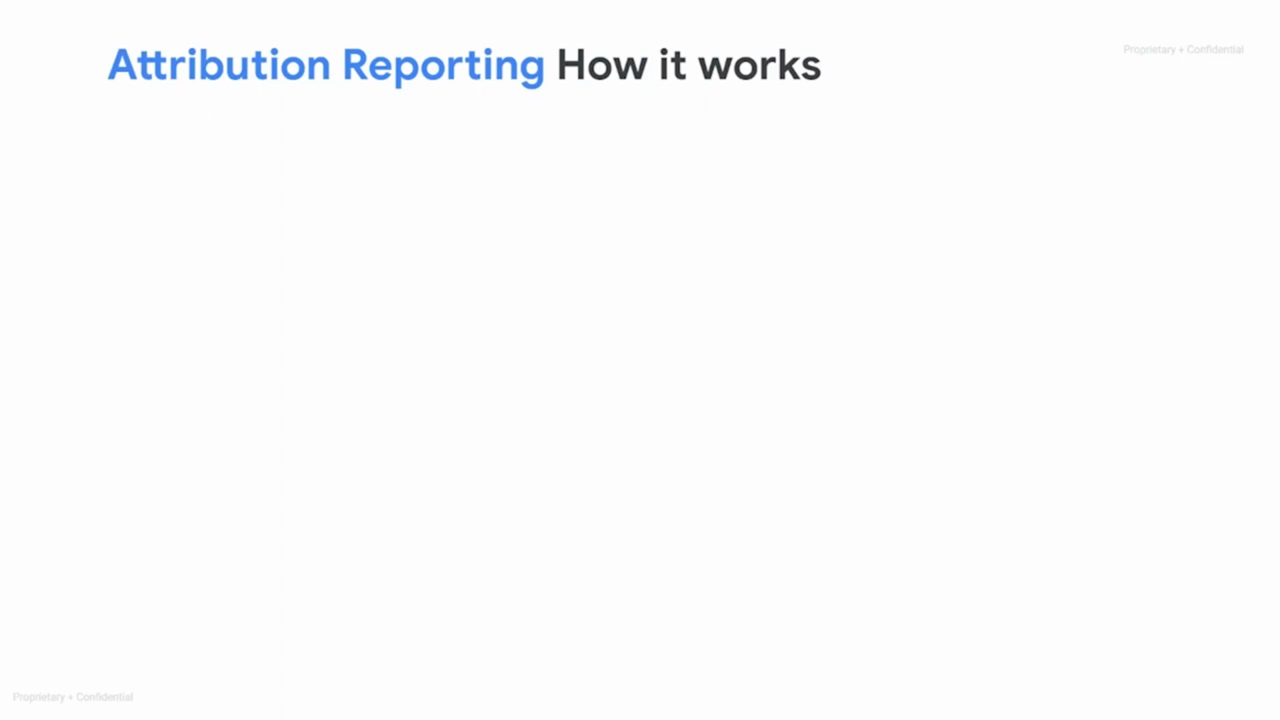 Attribution Reporting How it works
Proprietary + Confidential
Proprietary + Confidential